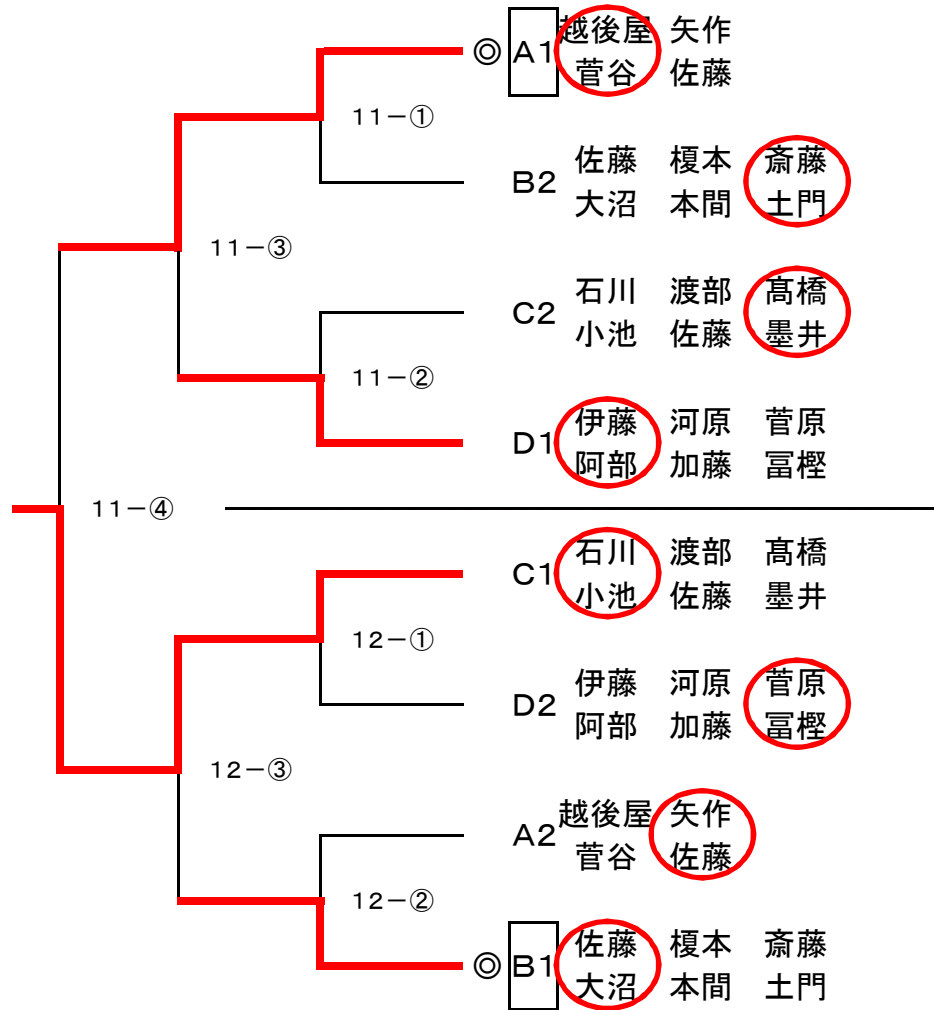 ◎ A1 越後屋 矢作
菅谷 佐藤
11-①
B2 佐藤 榎本 斎藤
大沼 本間 土門
11-③
C2 石川 渡部 髙橋
小池 佐藤 墨井
11-②
D1 伊藤 河原 菅原
阿部 加藤 冨樫
11-④
C1 石川 渡部 髙橋
小池 佐藤 墨井
12-①
D2 伊藤 河原 菅原
阿部 加藤 冨樫
12-③
A2 越後屋 矢作
菅谷 佐藤
12-②
◎ B1 佐藤 榎本 斎藤
大沼 本間 土門